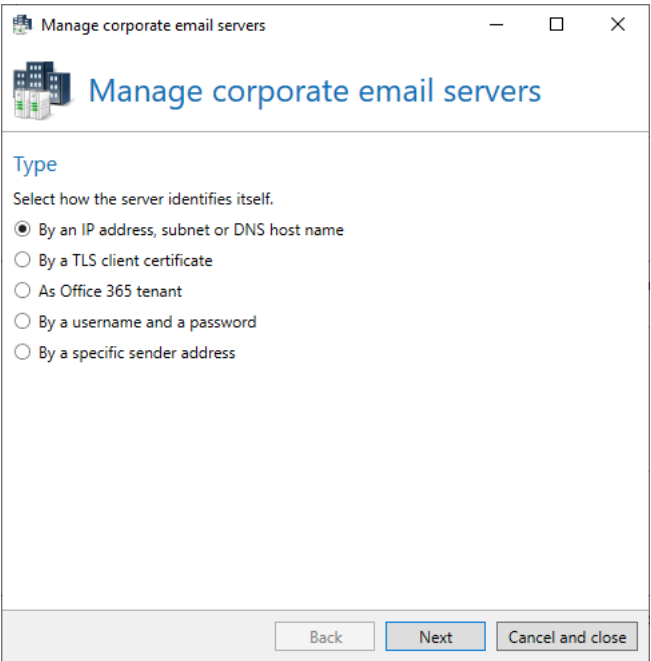 Manage corporate email servers
Manage corporate email servers
Type
Select how the server identifies itself.
By an IP address, subnet or DNS host name
By a TLS client certificate
As Office 365 tenant
By a username and a password
By a specific sender address
Back Next Cancel and close